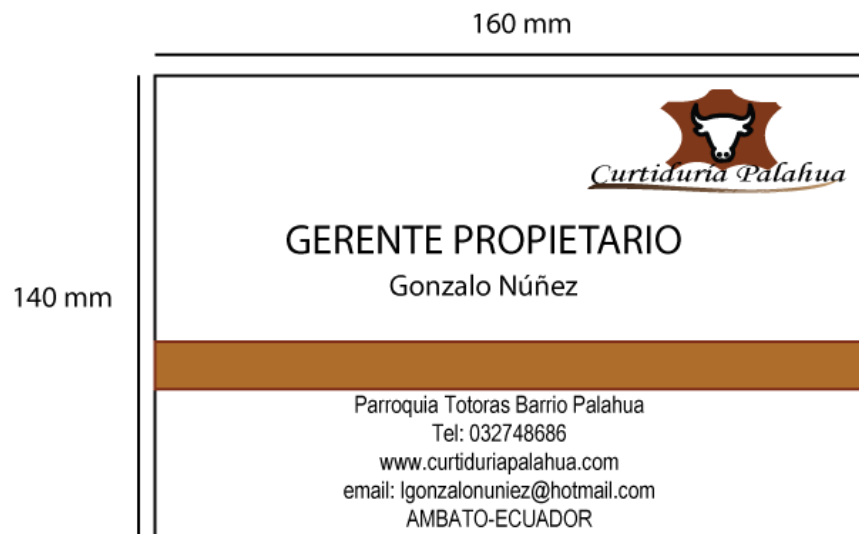 160 mm
Curtiduría Palahua
GERENTE PROPIETARIO
Gonzalo Núñez
140 mm
Parroquia Totoras Barrio Palahua
Tel: 032748686
www.curtiduriapalahua.com
email: lgonzalonuniez@hotmail.com
AMBATO-ECUADOR